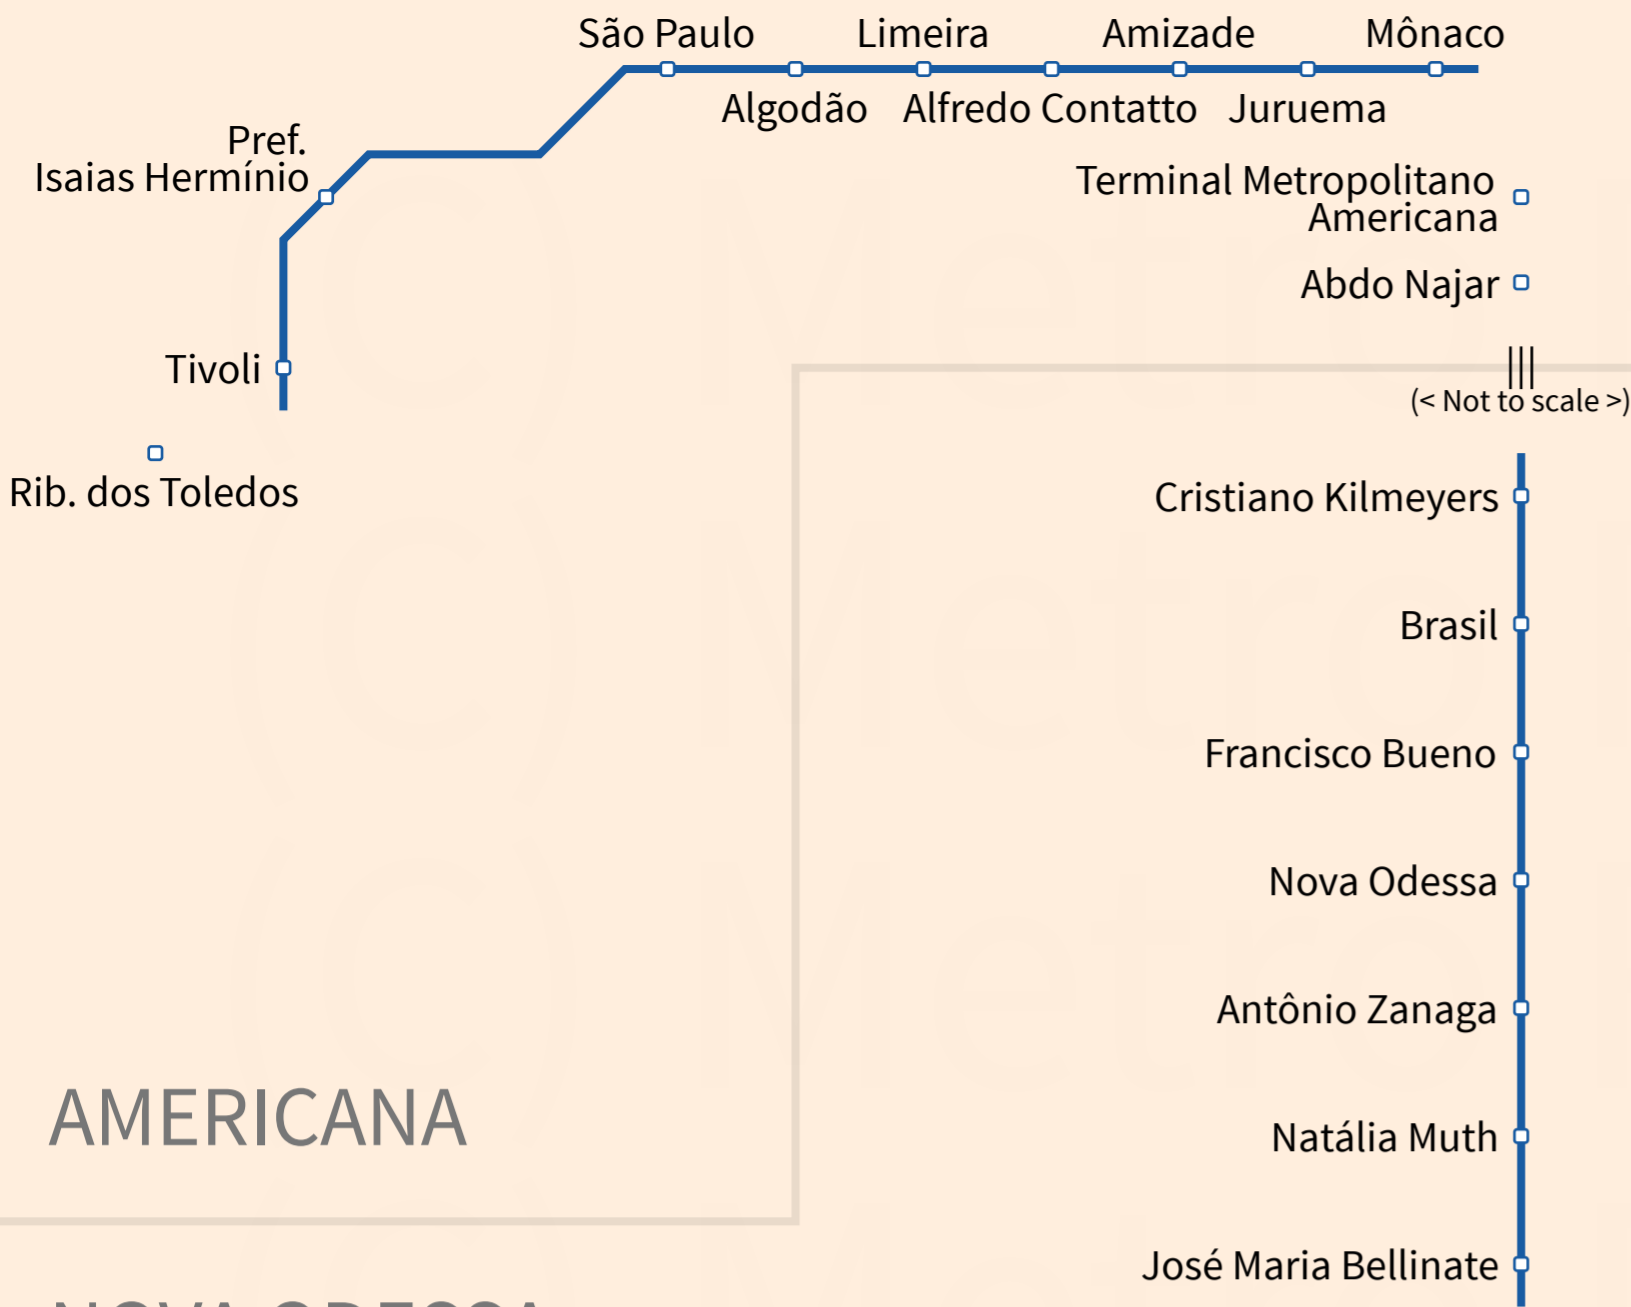 São Paulo
Limeira
Amizade
Mônaco
Algodão
Alfredo Contatto
Juruema
Pref.
Isaias Hermínio
Terminal Metropolitano
Americana
Abdo Najar
Tivoli
(< Not to scale >)
Rib. dos Toledos
Cristiano Kilmeyers
Brasil
Francisco Bueno
Nova Odessa
Antônio Zanaga
AMERICANA
Natália Muth
José Maria Bellinate
NOVA ODESSA